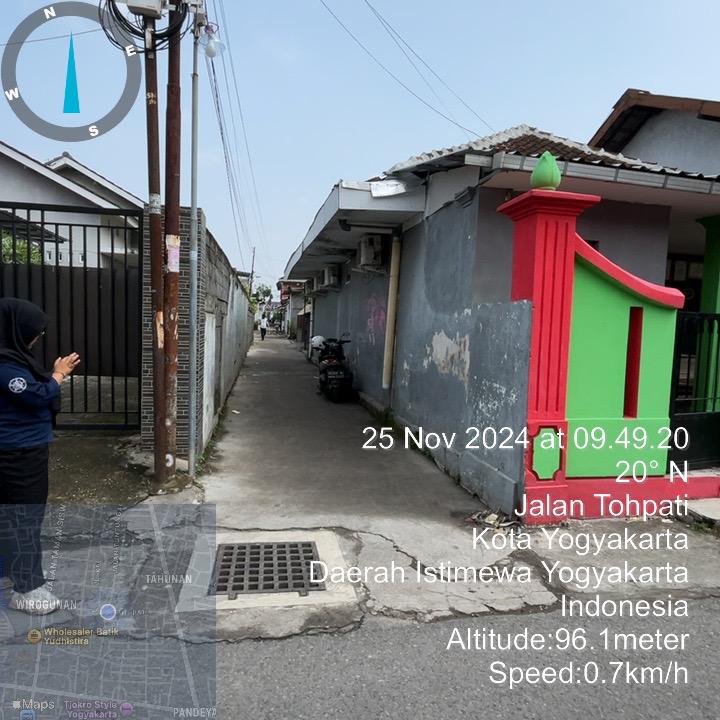 N
E
W
S
25 Nov 2024 at 09.49.20
20° N
Jalan Tohpati
Kota Yogyakarta
Daerah Istimewa Yogyakarta
Indonesia
Altitude:96.1meter
Speed:0.7km/h
TAHUNAN
WIROGUNAN
Wholesaler Batik
Yudhistira
Maps
Tjokro Style
Yogyakarta
PANDEYA